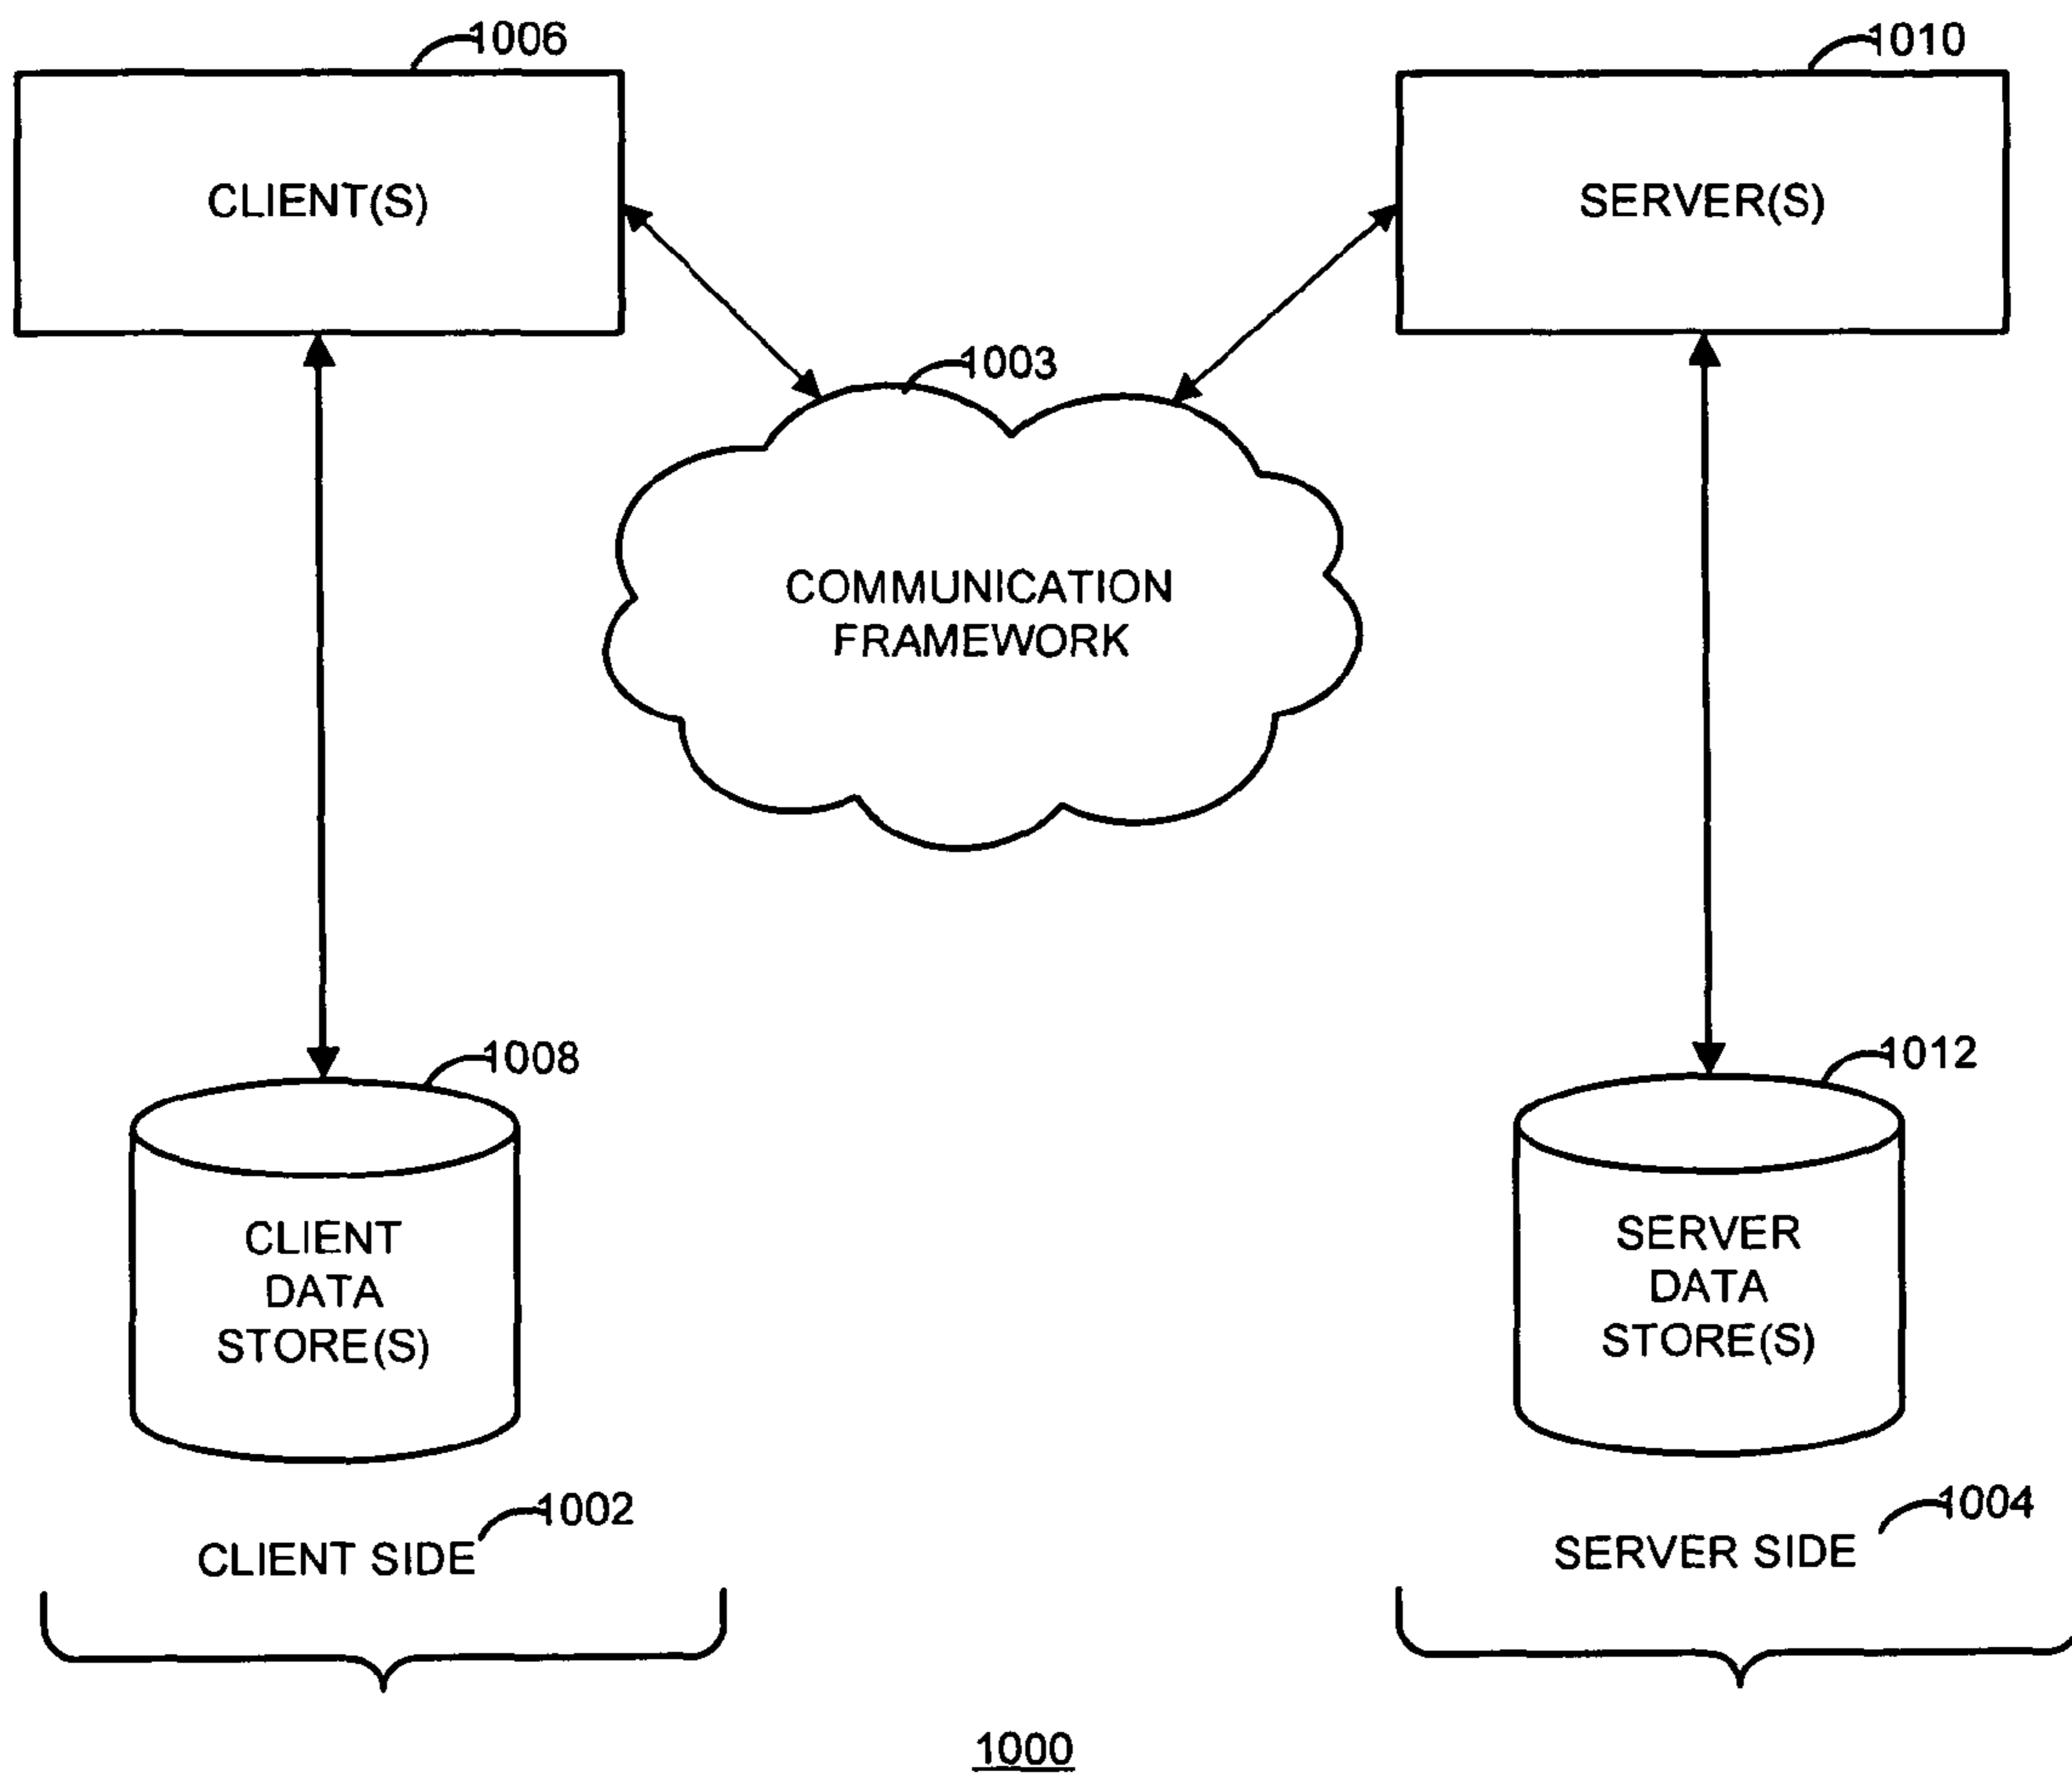 1006
1010
CLIENT(S)
SERVER(S)
1003
COMMUNICATION
FRAMEWORK
1008
1012
CLIENT
DATA
STORE(S)
SERVER
DATA
STORE(S)
1002
1004
CLIENT SIDE
SERVER SIDE
1000